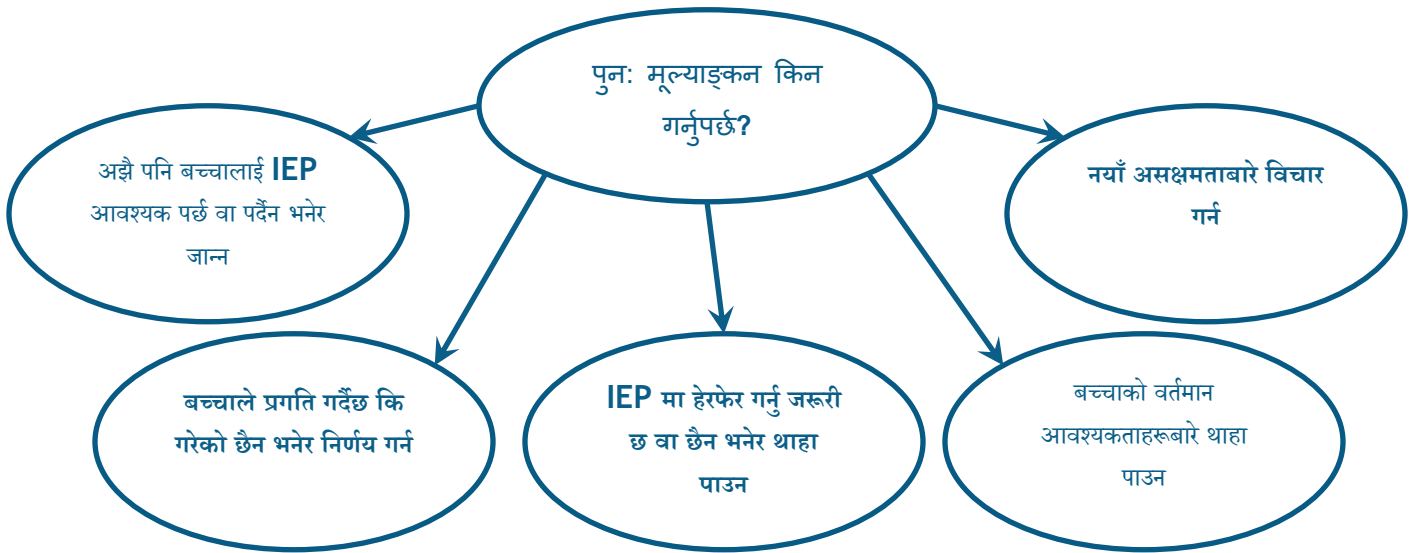 पुन: मूल्याङ्कन किन
गर्नुपर्छ?
अझै पनि बच्चालाई IEP
आवश्यक पर्छ वा पर्दैन भनेर
जान्न
नयाँ असक्षमताबारे विचार
गर्न
बच्चाले प्रगति गर्दैछ कि
गरेको छैन भनेर निर्णय गर्न
IEP मा हेरफेर गर्नु जरूरी
छ वा छैन भनेर थाहा
पाउन
बच्चाको वर्तमान
आवश्यकताहरूबारे थाहा
पाउन